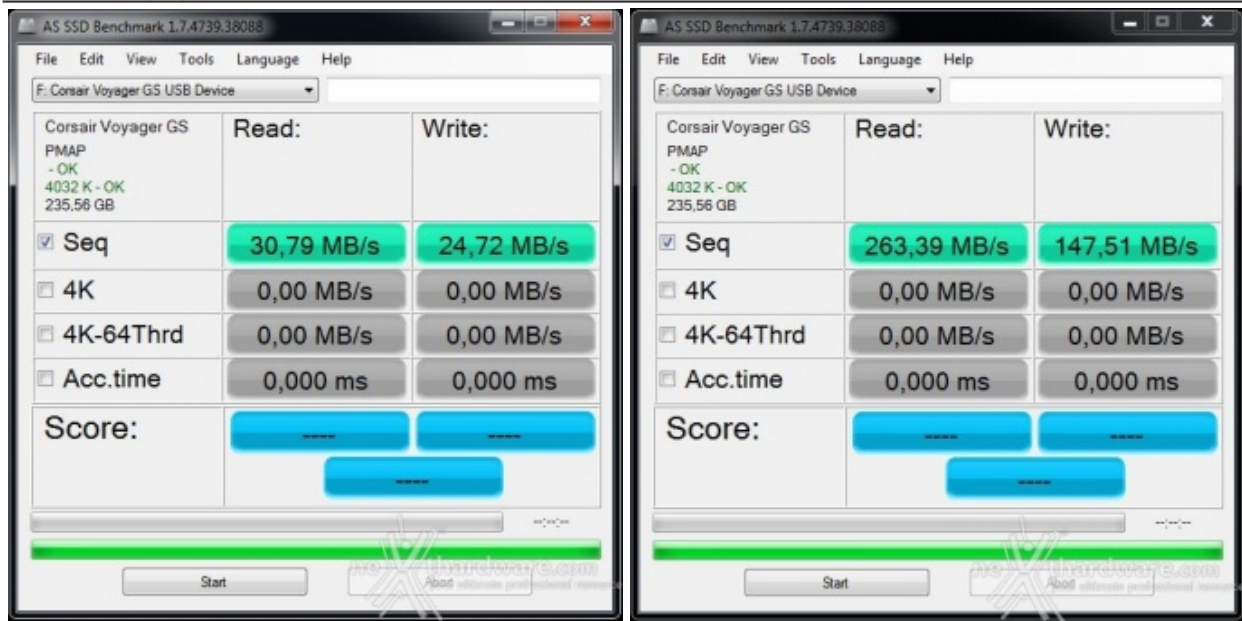 AS SSD Benchmark 1.7.4739.38088
File Edit View Tools Language Help
F: Corsair Voyager GS USB Device
Corsair Voyager GS
PMAP
- OK
4032 K - OK
235,56 GB
Read: Write:
Seq 30,79 MB/s 24,72 MB/s
4K 0,00 MB/s 0,00 MB/s
4K-64Thrd 0,00 MB/s 0,00 MB/s
Acc.time 0,000 ms 0,000 ms
Score: ---- ----
----
--:--:--
Start Abort
AS SSD Benchmark 1.7.4739.38088
File Edit View Tools Language Help
F: Corsair Voyager GS USB Device
Corsair Voyager GS
PMAP
- OK
4032 K - OK
235,56 GB
Read: Write:
Seq 263,39 MB/s 147,51 MB/s
4K 0,00 MB/s 0,00 MB/s
4K-64Thrd 0,00 MB/s 0,00 MB/s
Acc.time 0,000 ms 0,000 ms
Score: ---- ----
----
--:--:--
Start Abort